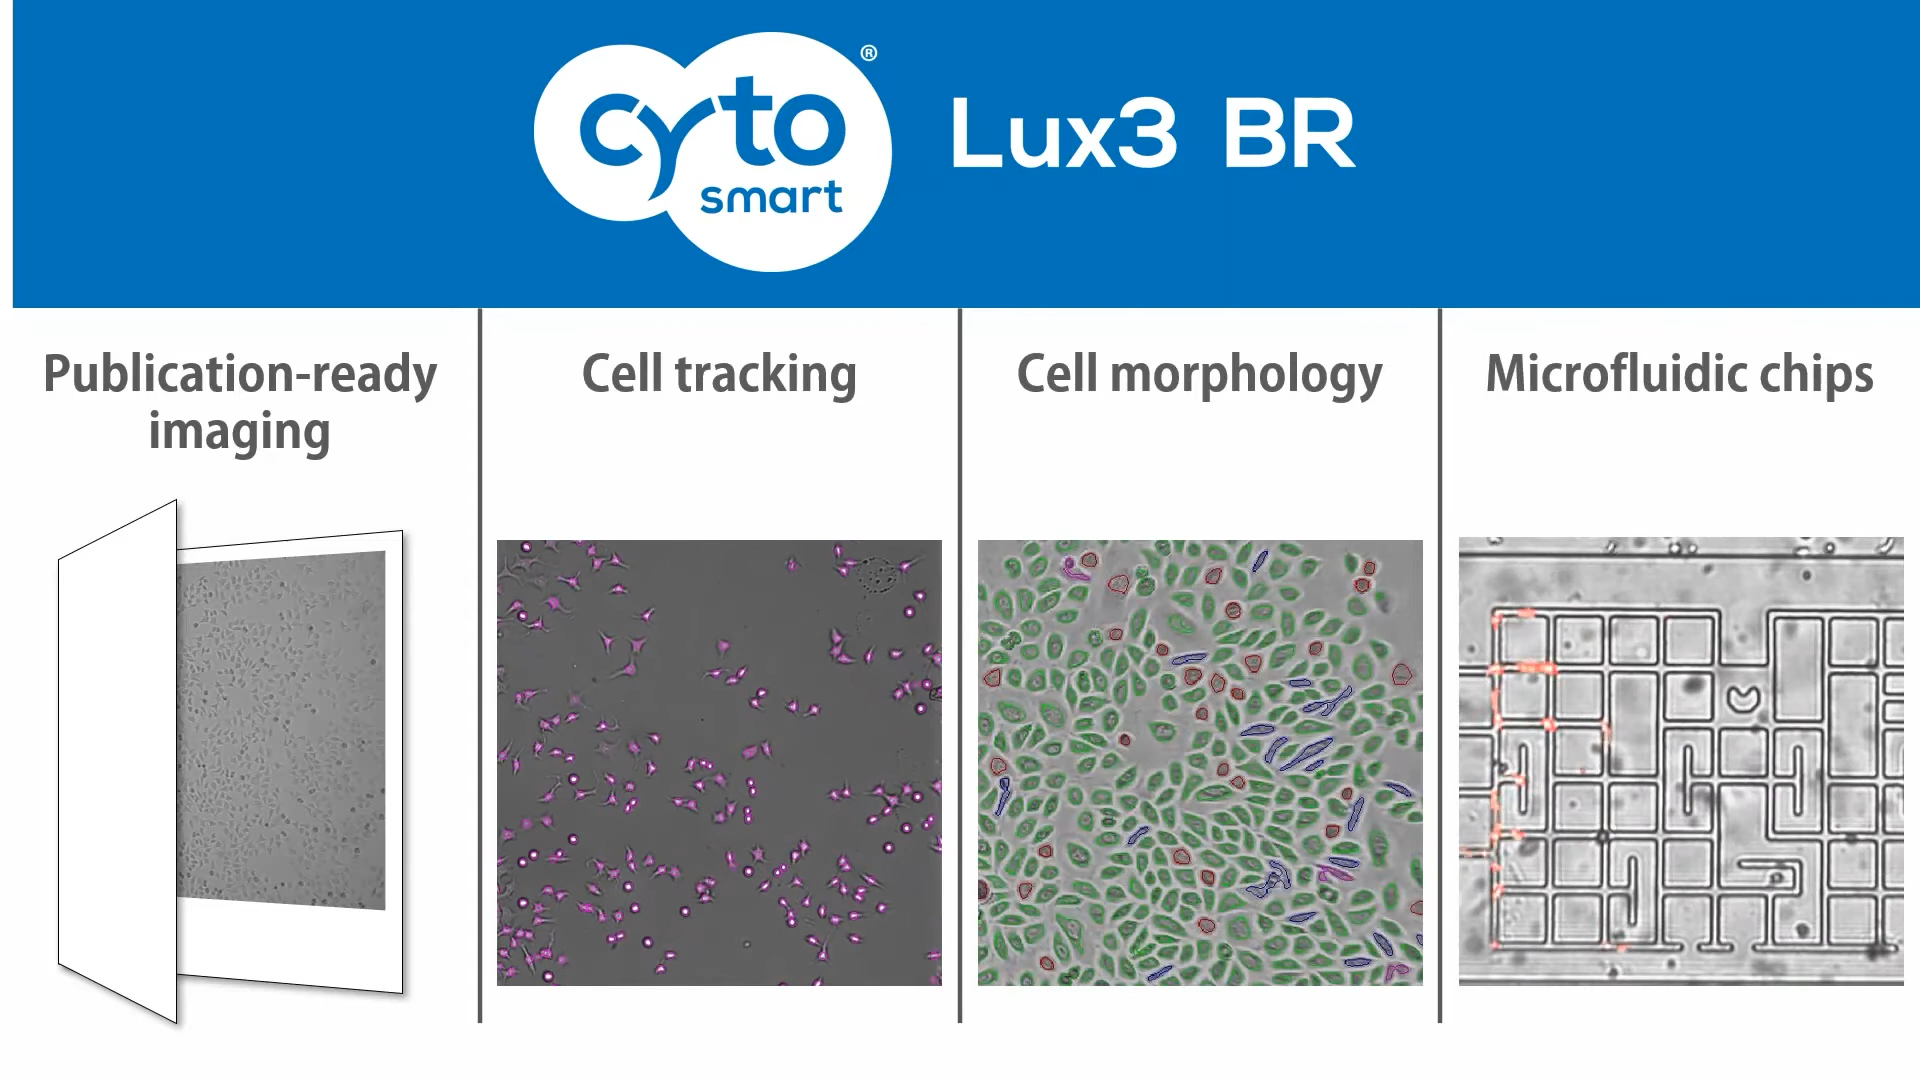 cyto
smart
®
Lux3 BR
Publication-ready
imaging
Cell tracking
Cell morphology
Microfluidic chips